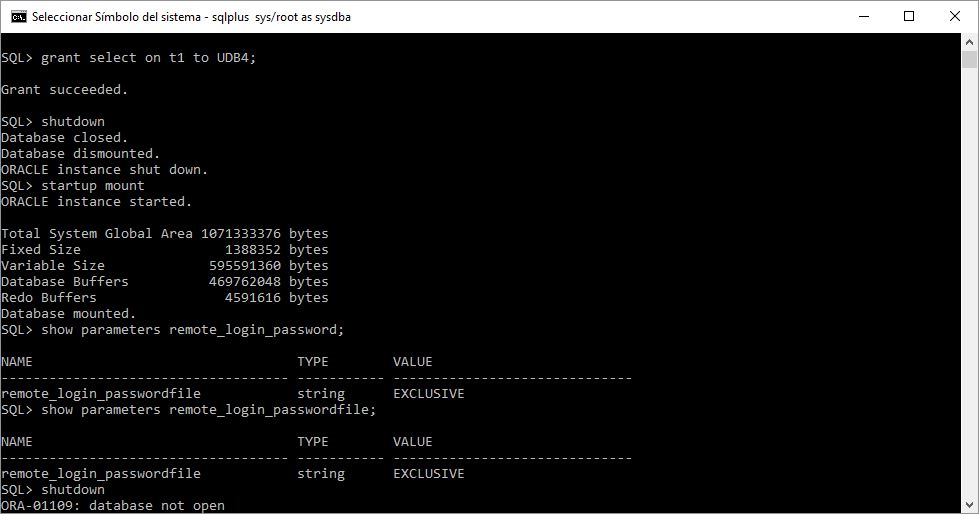 Seleccionar Símbolo del sistema - sqlplus  sys/root as sysdba
SQL> grant select on t1 to UDB4;
Grant succeeded.
SQL> shutdown
Database closed.
Database dismounted.
ORACLE instance shut down.
SQL> startup mount
ORACLE instance started.
Total System Global Area 1071333376 bytes
Fixed Size                  1388352 bytes
Variable Size             595591360 bytes
Database Buffers          469762048 bytes
Redo Buffers                4591616 bytes
Database mounted.
SQL> show parameters remote_login_password;
NAME                                 TYPE        VALUE
------------------------------------ ----------- ------------------------------
remote_login_passwordfile            string      EXCLUSIVE
SQL> show parameters remote_login_passwordfile;
NAME                                 TYPE        VALUE
------------------------------------ ----------- ------------------------------
remote_login_passwordfile            string      EXCLUSIVE
SQL> shutdown
ORA-01109: database not open